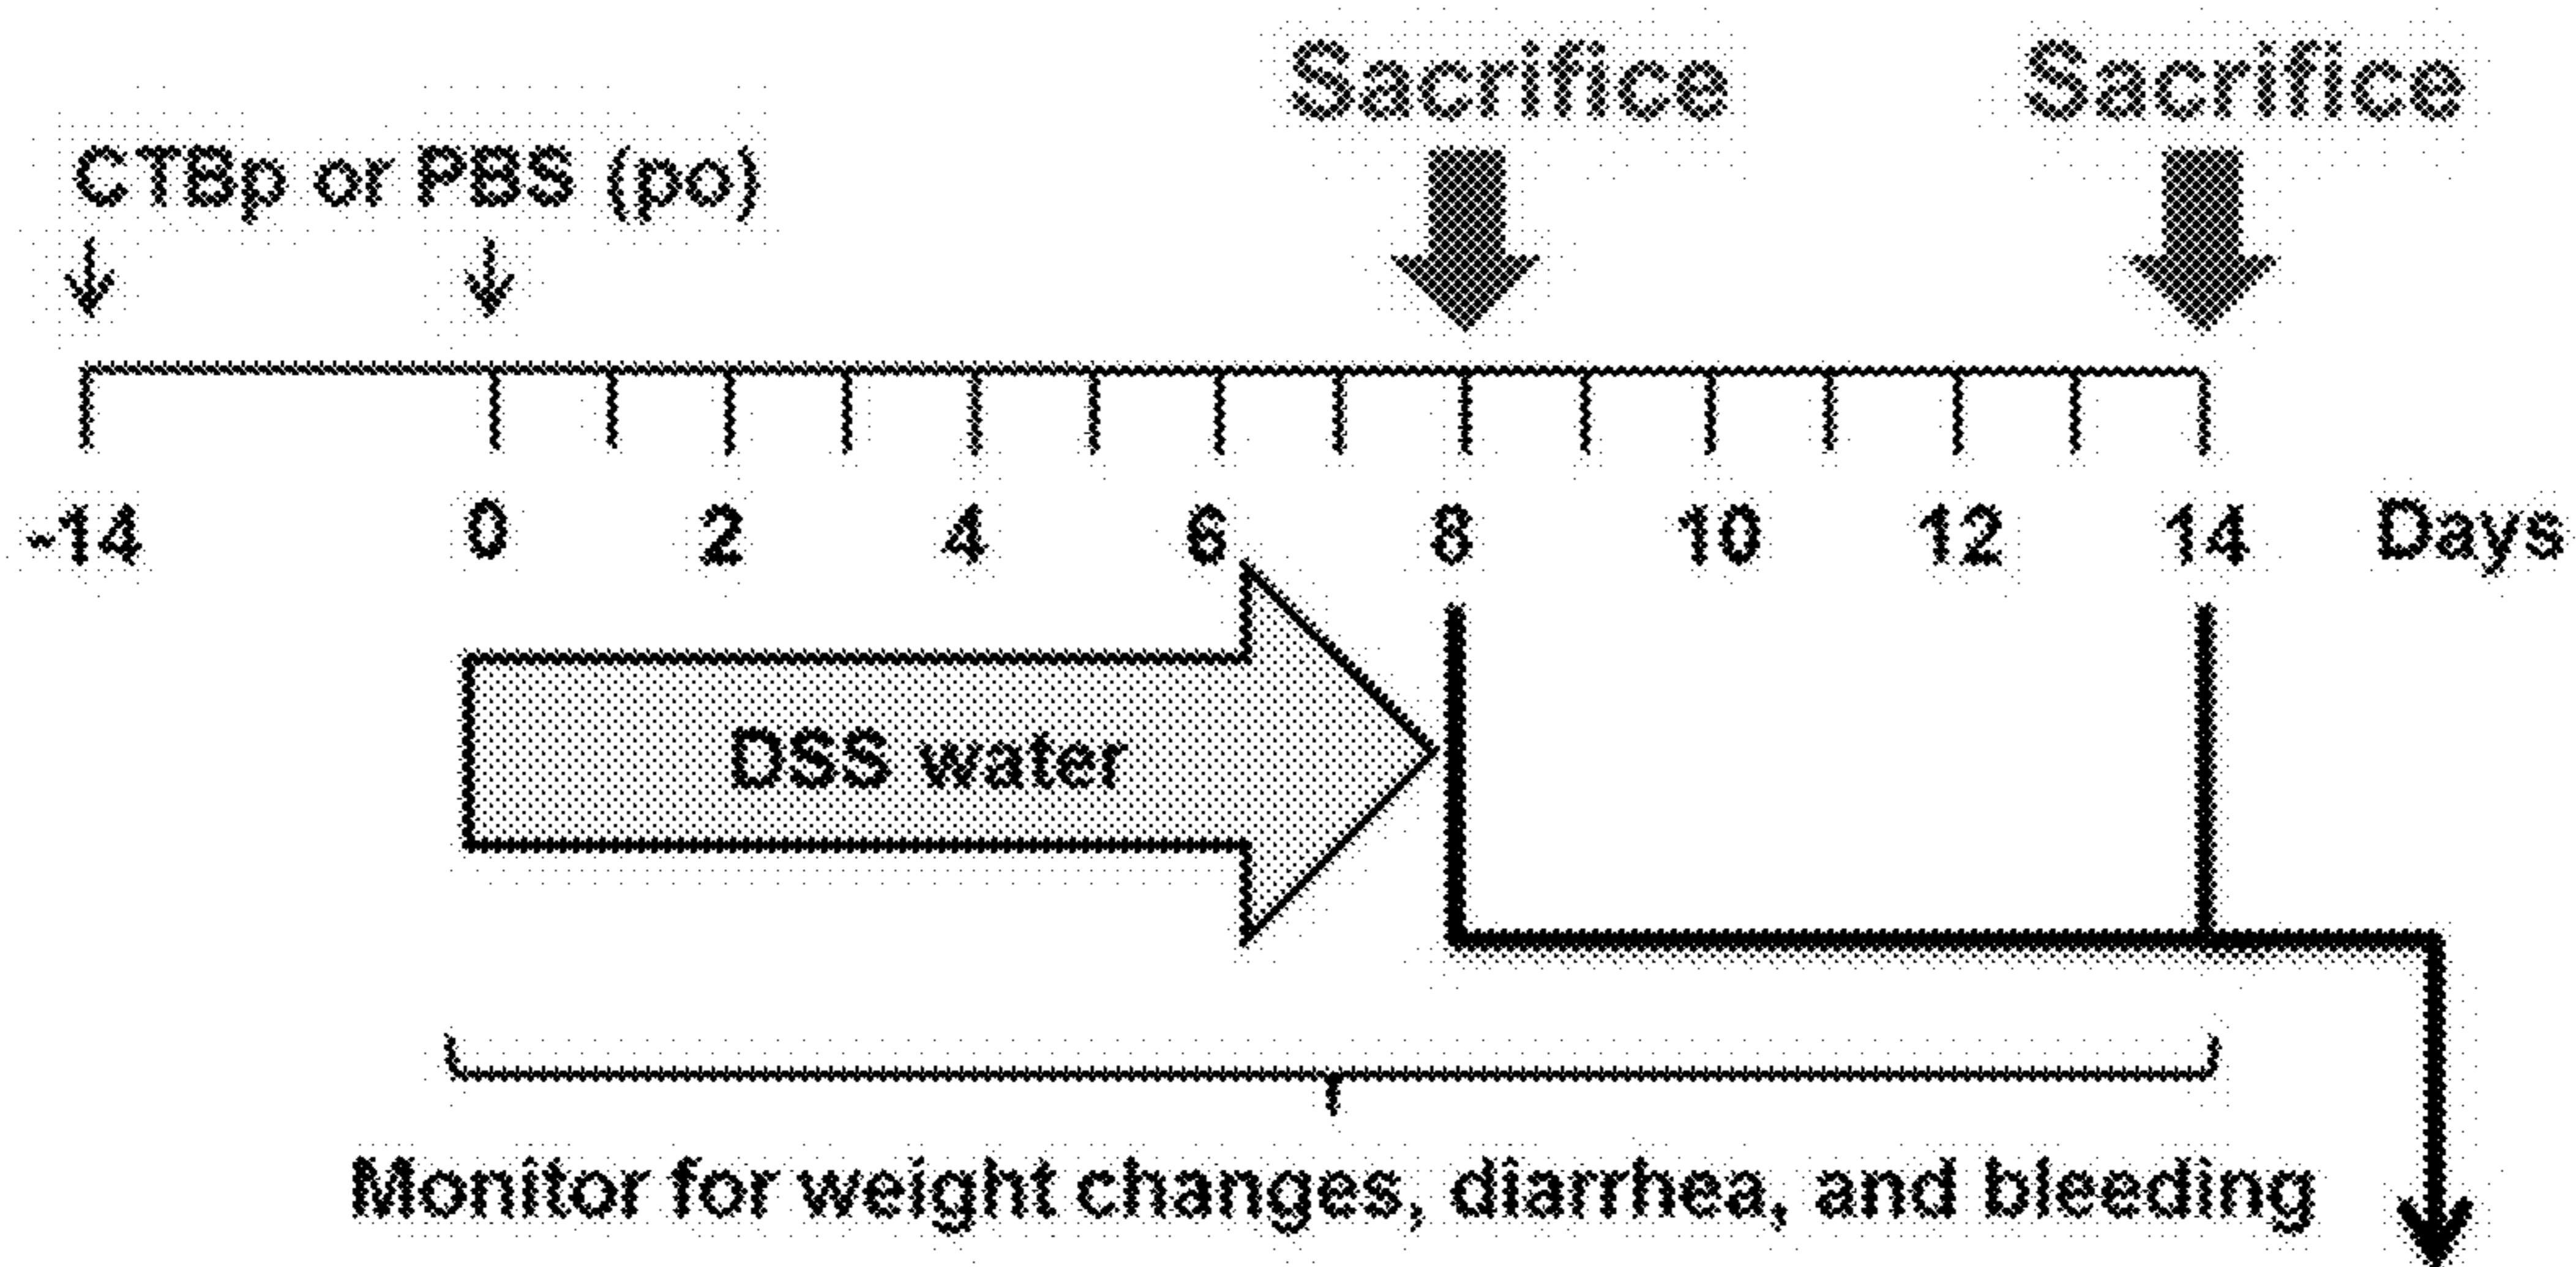 Sacrifice Sacrifice
CTBp or PBS (po)
-14 0 2 4 6 8 10 12 14 Days
DSS water
Monitor for weight changes, diarrhea, and bleeding